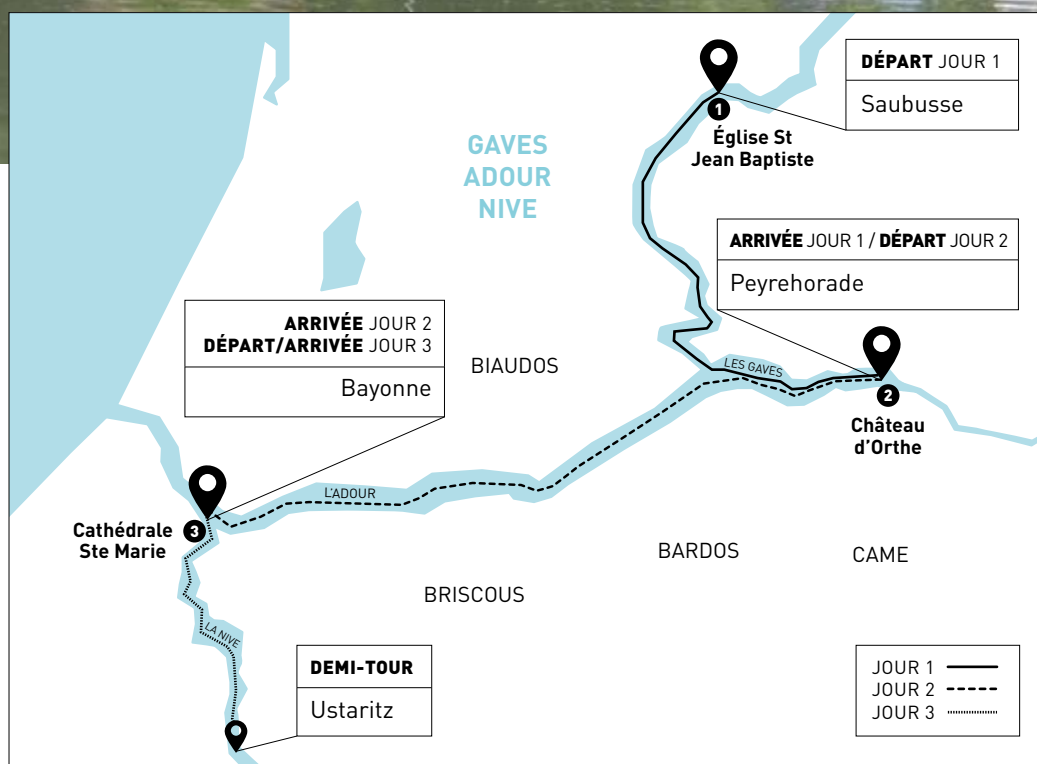 DÉPART JOUR 1
Saubusse
1
Église St
Jean Baptiste
GAVES
ADOUR
NIVE
ARRIVÉE JOUR 1 / DÉPART JOUR 2
Peyrehorade
ARRIVÉE JOUR 2
DÉPART/ARRIVÉE JOUR 3
Bayonne
BIAUDOS
LES GAVES
2
Château
d'Orthe
L'ADOUR
3
Cathédrale
Ste Marie
BARDOS
CAME
BRISCOUS
LA NIVE
DEMI-TOUR
Ustaritz
JOUR 1
JOUR 2
JOUR 3